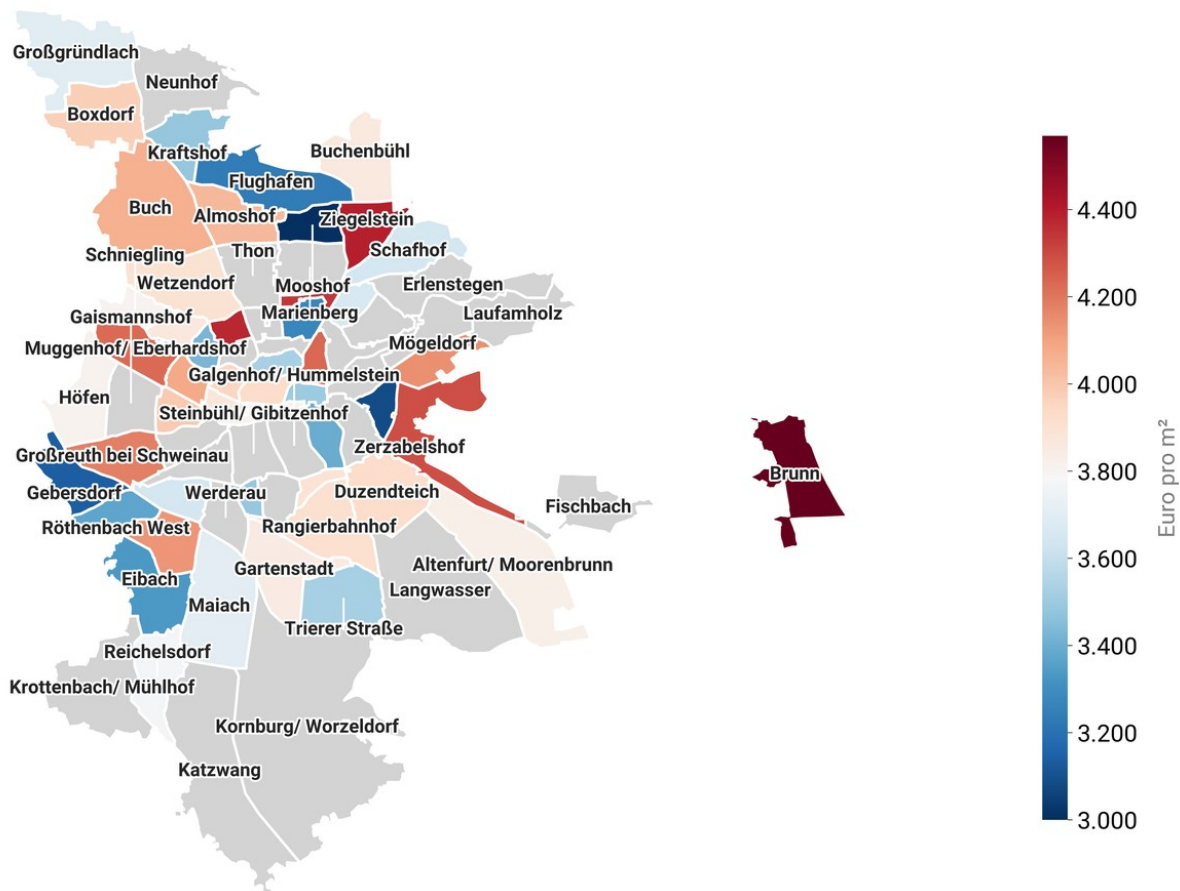 Großgründlach
Neunhof
Boxdorf
Kraftshof
Buchenbühl
Flughafen
Buch
Almoshof
Ziegelstein
Schniegling
Thon
Schafhof
Wetzendorf
Mooshof
Erlenstegen
Gaismannshof
Marienberg
Laufamholz
Muggenhof/ Eberhardshof
Mögeldorf
Galgenhof/ Hummelstein
Höfen
Steinbühl/ Gibitzenhof
Großreuth bei Schweinau
Zerzabelshof
Gebersdorf
Werderau
Duzendteich
Fischbach
Brunn
Röthenbach West
Rangierbahnhof
Eibach
Gartenstadt
Altenfurt/ Moorenbrunn
Langwasser
Maiach
Trierer Straße
Reichelsdorf
Krottenbach/ Mühlhof
Kornburg/ Worzeldorf
Katzwang
4.400
4.200
4.000
3.800
3.600
3.400
3.200
3.000
Euro pro m²